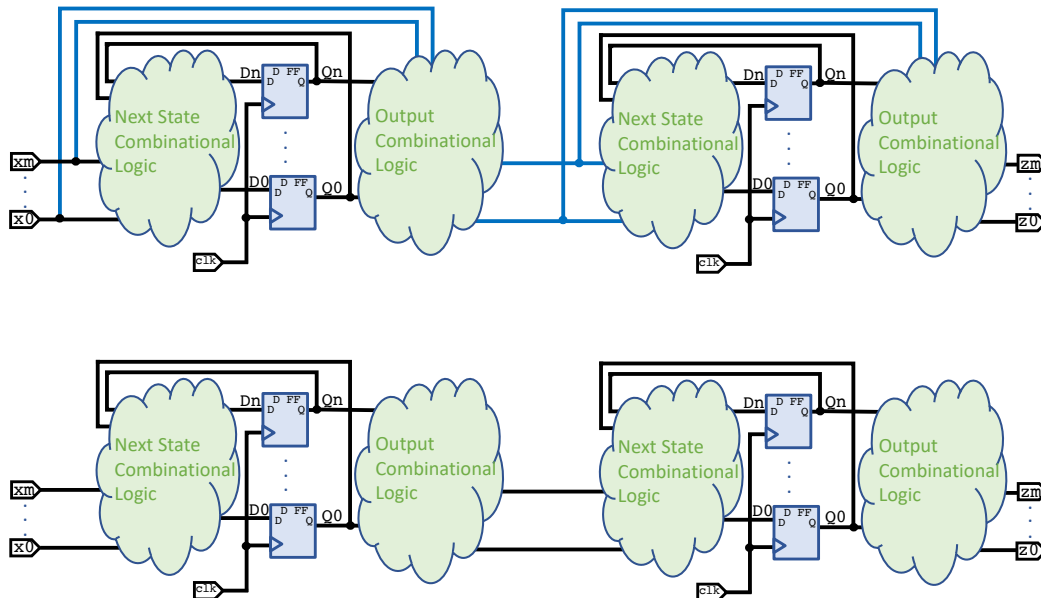 Dn D FF Qn
D Q
Next State
Combinational
Logic
Output
Combinational
Logic
xm
x0
D0 D FF Q0
D Q
clk
Dn D FF Qn
D Q
Next State
Combinational
Logic
Output
Combinational
Logic
D0 D FF Q0
D Q
clk
zm
z0
Dn D FF Qn
D Q
Next State
Combinational
Logic
Output
Combinational
Logic
xm
x0
D0 D FF Q0
D Q
clk
Dn D FF Qn
D Q
Next State
Combinational
Logic
Output
Combinational
Logic
D0 D FF Q0
D Q
clk
zm
z0